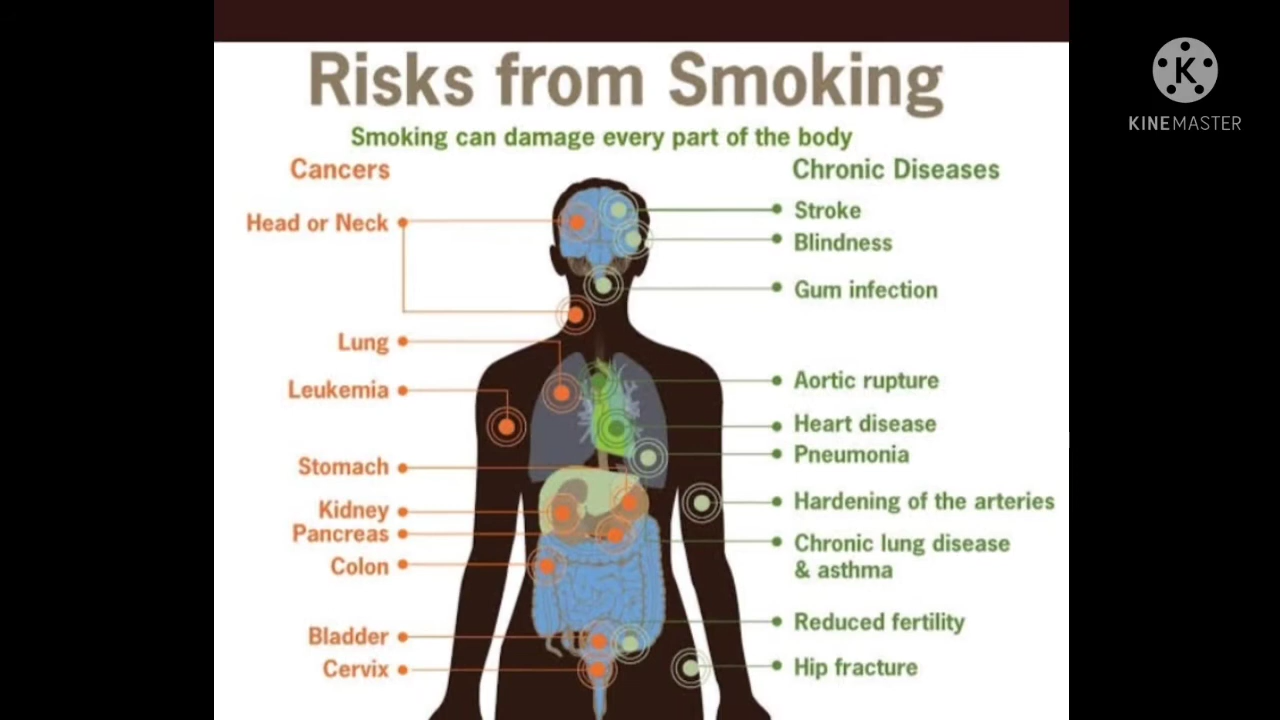 Risks from Smoking
Smoking can damage every part of the body
Cancers
Head or Neck
Lung
Leukemia
Stomach
Kidney
Pancreas
Colon
Bladder
Cervix
Chronic Diseases
Stroke
Blindness
Gum infection
Aortic rupture
Heart disease
Pneumonia
Hardening of the arteries
Chronic lung disease
& asthma
Reduced fertility
Hip fracture
K
KINEMASTER